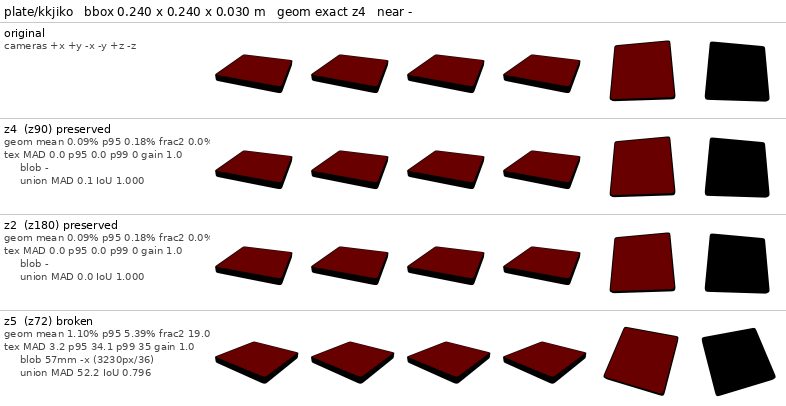 plate/kkjiko   bbox 0.240 x 0.240 x 0.030 m   geom exact z4   near -
original
cameras +x +y -x -y +z -z
z4  (z90) preserved
geom mean 0.09% p95 0.18% frac2 0.0%
tex MAD 0.0 p95 0.0 p99 0 gain 1.0
blob -
union MAD 0.1 IoU 1.000
z2  (z180) preserved
geom mean 0.09% p95 0.18% frac2 0.0%
tex MAD 0.0 p95 0.0 p99 0 gain 1.0
blob -
union MAD 0.0 IoU 1.000
z5  (z72) broken
geom mean 1.10% p95 5.39% frac2 19.0
tex MAD 3.2 p95 34.1 p99 35 gain 1.0
blob 57mm -x (3230px/36)
union MAD 52.2 IoU 0.796